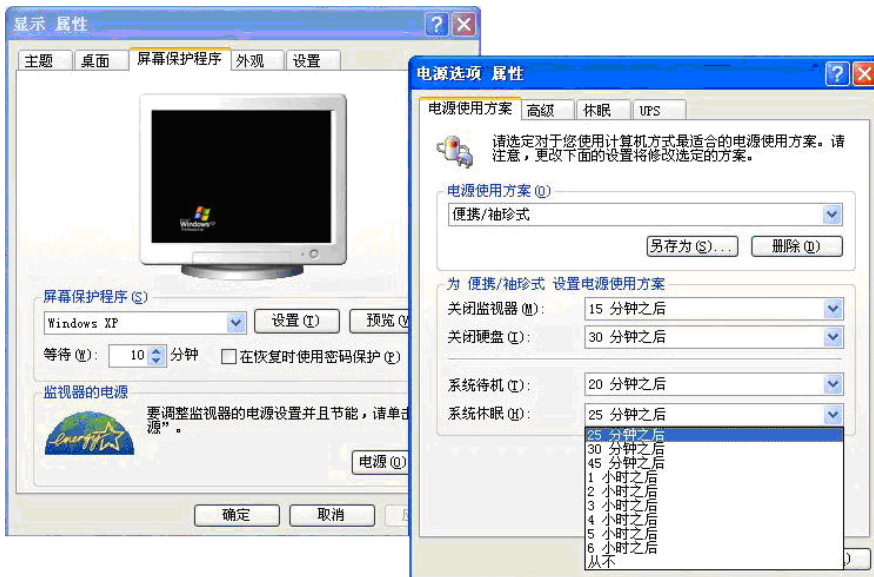 显示 属性
主题 桌面 屏幕保护程序 外观 设置
Windows XP
屏幕保护程序(S)
Windows XP 设置(T) 预览(V
等待(W): 10 分钟 在恢复时使用密码保护(P)
监视器的电源
energy
要调整监视器的电源设置并且节能，请单击
源”。
电源(O)
确定 取消
电源选项 属性
电源使用方案 高级 休眠 UPS
请选定对于您使用计算机方式最适合的电源使用方案。请
注意，更改下面的设置将修改选定的方案。
电源使用方案(O)
便携/袖珍式
另存为(S)... 删除(D)
为 便携/袖珍式 设置电源使用方案
关闭监视器(M): 15 分钟之后
关闭硬盘(I): 30 分钟之后
系统待机(T): 20 分钟之后
系统休眠(H): 25 分钟之后
25 分钟之后
30 分钟之后
45 分钟之后
1 小时之后
2 小时之后
3 小时之后
4 小时之后
5 小时之后
6 小时之后
从不